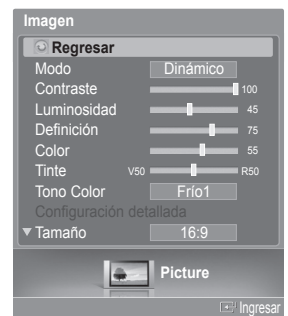 Imagen
Regresar
Modo Dinámico
Contraste 100
Luminosidad 45
Definición 75
Color 55
Tinte V50 R50
Tono Color Frío1
Configuración detallada
Tamaño 16:9
Picture
Ingresar